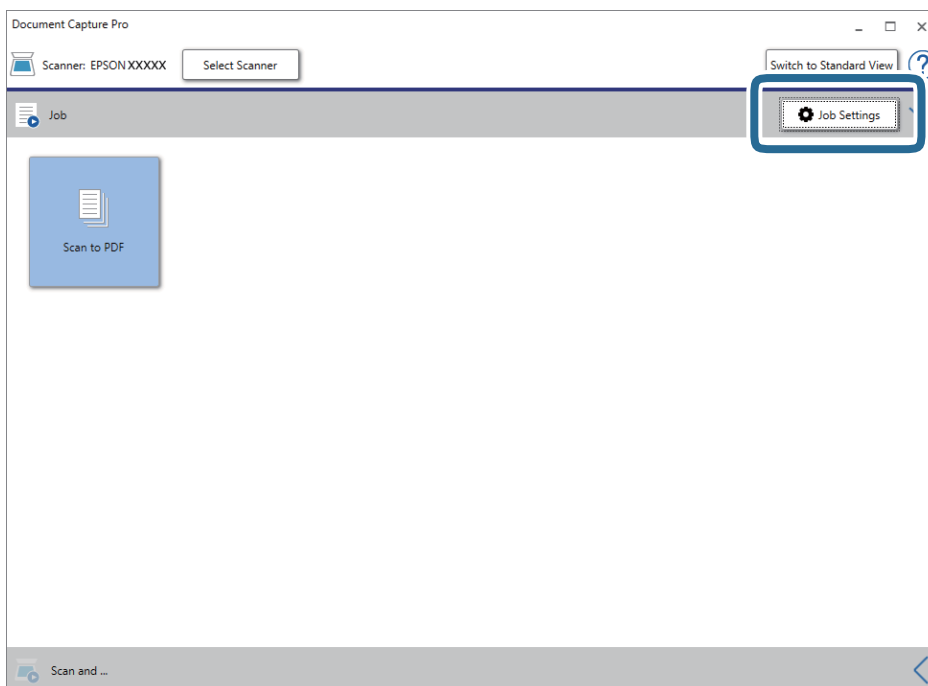 Document Capture Pro
Scanner: EPSON XXXXX Select Scanner Switch to Standard View ?
Job Job Settings
Scan to PDF
Scan and ...